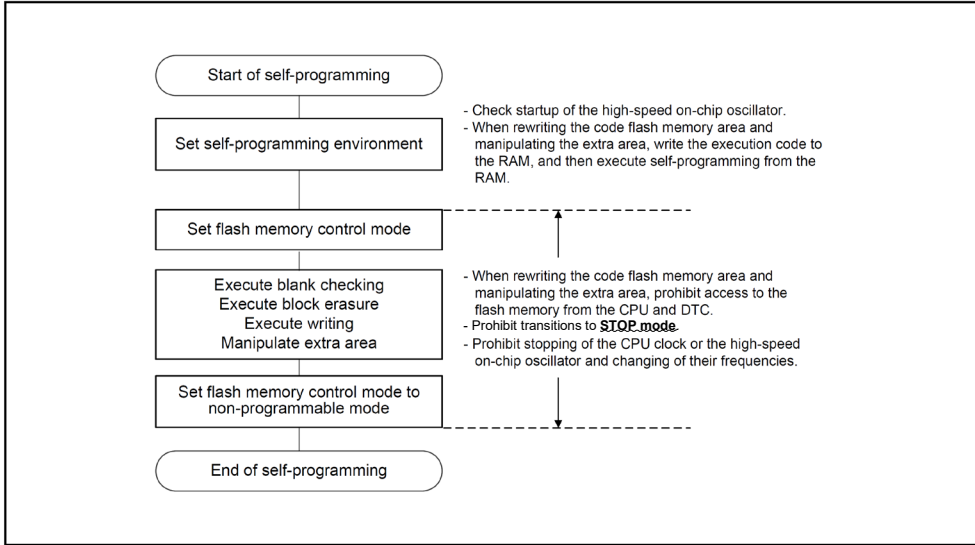 Start of self-programming
- Check startup of the high-speed on-chip oscillator.
- When rewriting the code flash memory area and
manipulating the extra area, write the execution code to
the RAM, and then execute self-programming from the
RAM.
Set self-programming environment
Set flash memory control mode
Execute blank checking
Execute block erasure
Execute writing
Manipulate extra area
- When rewriting the code flash memory area and
manipulating the extra area, prohibit access to the
flash memory from the CPU and DTC.
- Prohibit transitions to STOP mode.
- Prohibit stopping of the CPU clock or the high-speed
on-chip oscillator and changing of their frequencies.
Set flash memory control mode to
non-programmable mode
End of self-programming